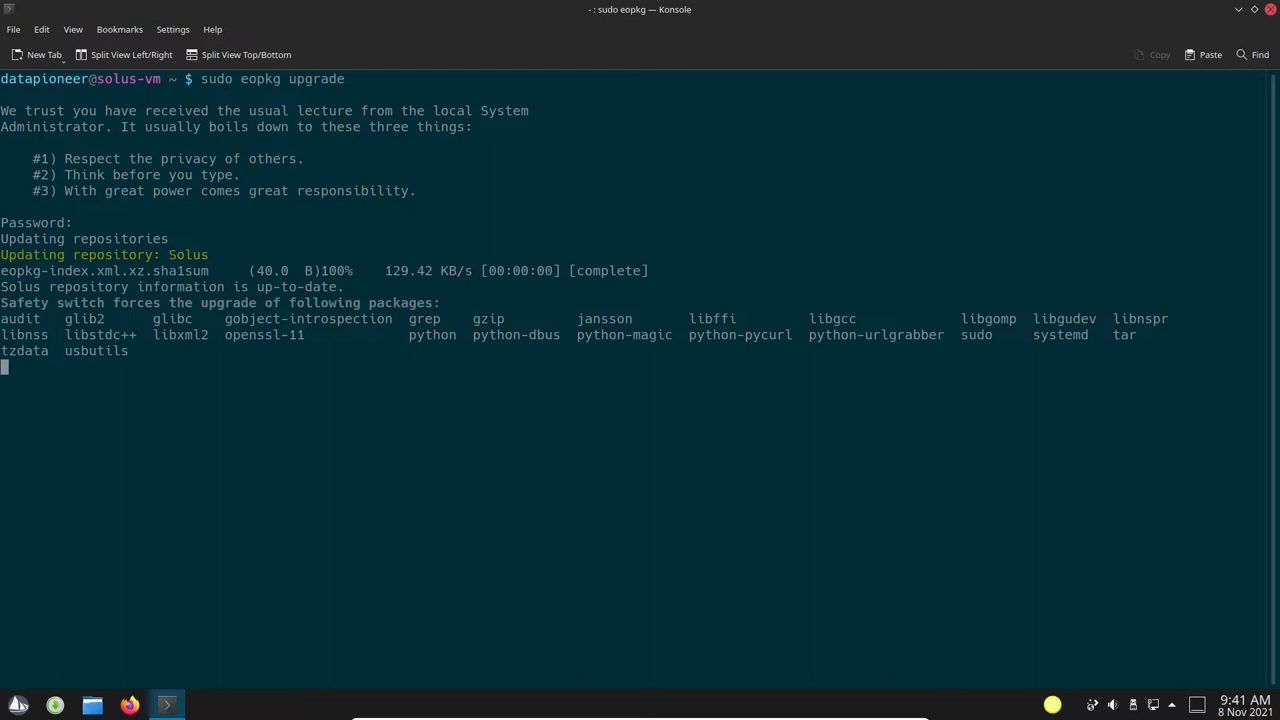 - : sudo eopkg — Konsole
File Edit View Bookmarks Settings Help
New Tab Split View Left/Right Split View Top/Bottom Copy Paste Find
datapioneer@solus-vm ~ $ sudo eopkg upgrade
We trust you have received the usual lecture from the local System
Administrator. It usually boils down to these three things:
#1) Respect the privacy of others.
#2) Think before you type.
#3) With great power comes great responsibility.
Password:
Updating repositories
Updating repository: Solus
eopkg-index.xml.xz.sha1sum (40.0 B)100% 129.42 KB/s [00:00:00] [complete]
Solus repository information is up-to-date.
Safety switch forces the upgrade of following packages:
audit glib2 glibc gobject-introspection grep gzip jansson libffi libgcc libgomp libgudev libnspr
libnss libstdc++ libxml2 openssl-11 python python-dbus python-magic python-pycurl python-urlgrabber sudo systemd tar
tzdata usbutils
9:41 AM
8 Nov 2021